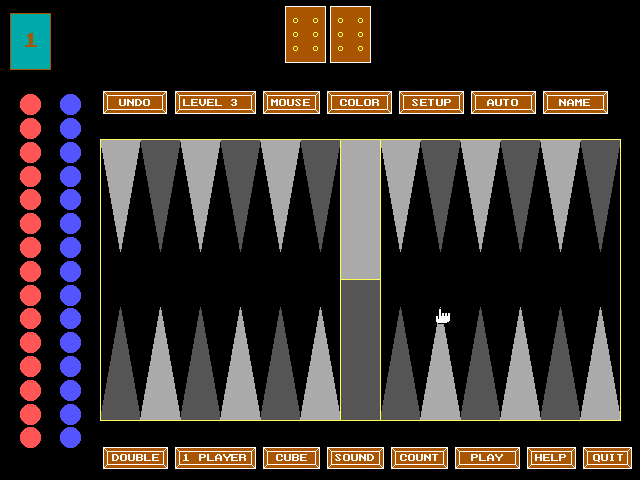 1
UNDO LEVEL 3 MOUSE COLOR SETUP AUTO NAME
DOUBLE 1 PLAYER CUBE SOUND COUNT PLAY HELP QUIT